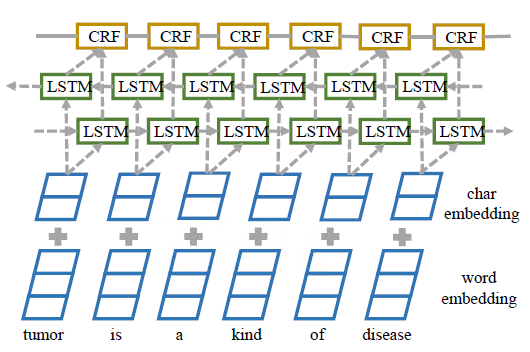 CRF CRF CRF CRF CRF CRF
LSTM LSTM LSTM LSTM LSTM LSTM
LSTM LSTM LSTM LSTM LSTM LSTM
char
embedding
word
embedding
tumor is a kind of disease